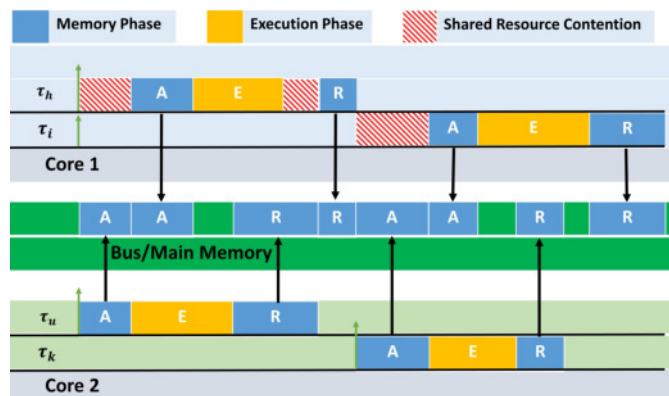 Memory Phase Execution Phase Shared Resource Contention
τh A E R
τi A E R
Core 1
A A R R A A R R
Bus/Main Memory
τu A E R
τk A E R
Core 2